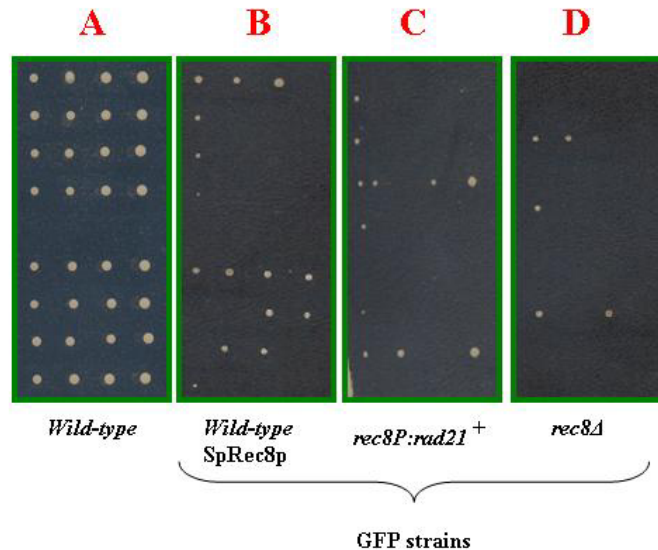 A B C D
Wild-type Wild-type rec8P:rad21 + rec8Δ
SpRec8p
GFP strains